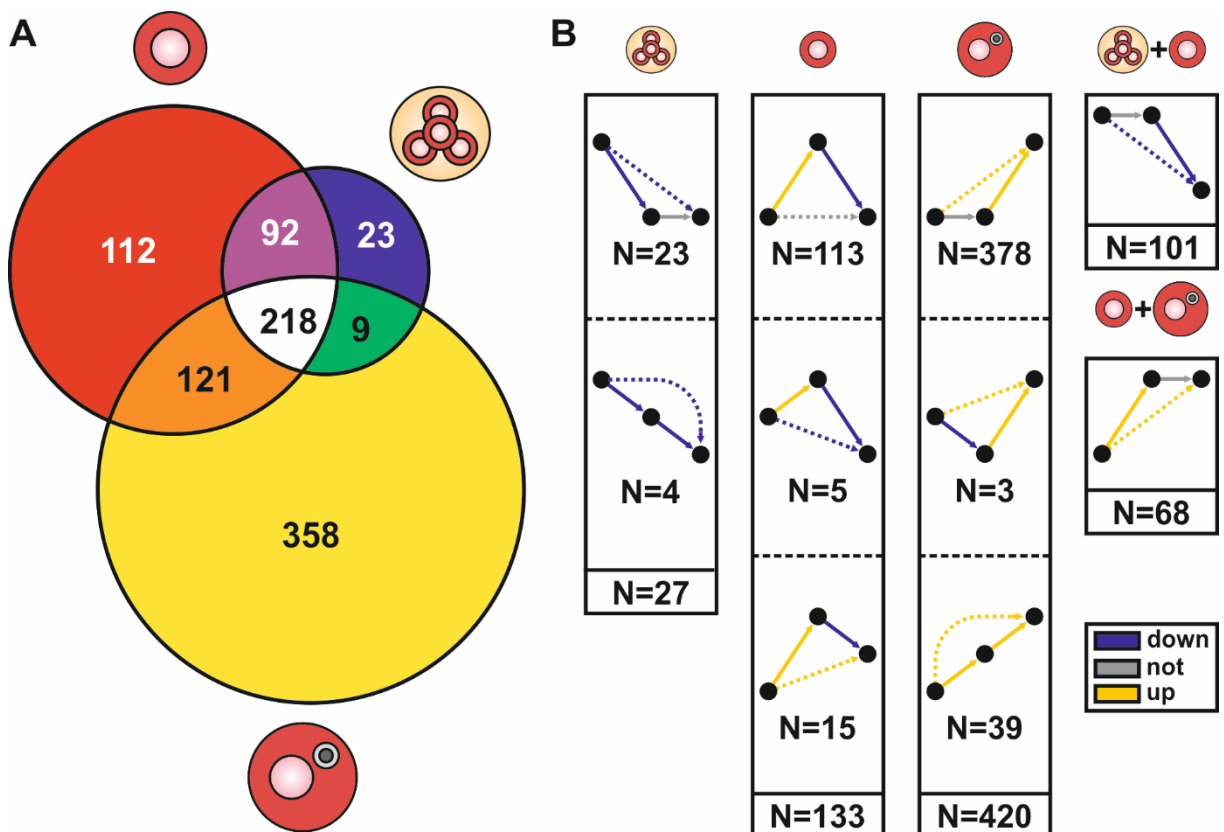 A
112
92
23
218
9
121
358
B
+
N=23
N=113
N=378
N=101
+
N=4
N=5
N=3
N=68
N=27
N=15
N=39
down
not
up
N=133
N=420